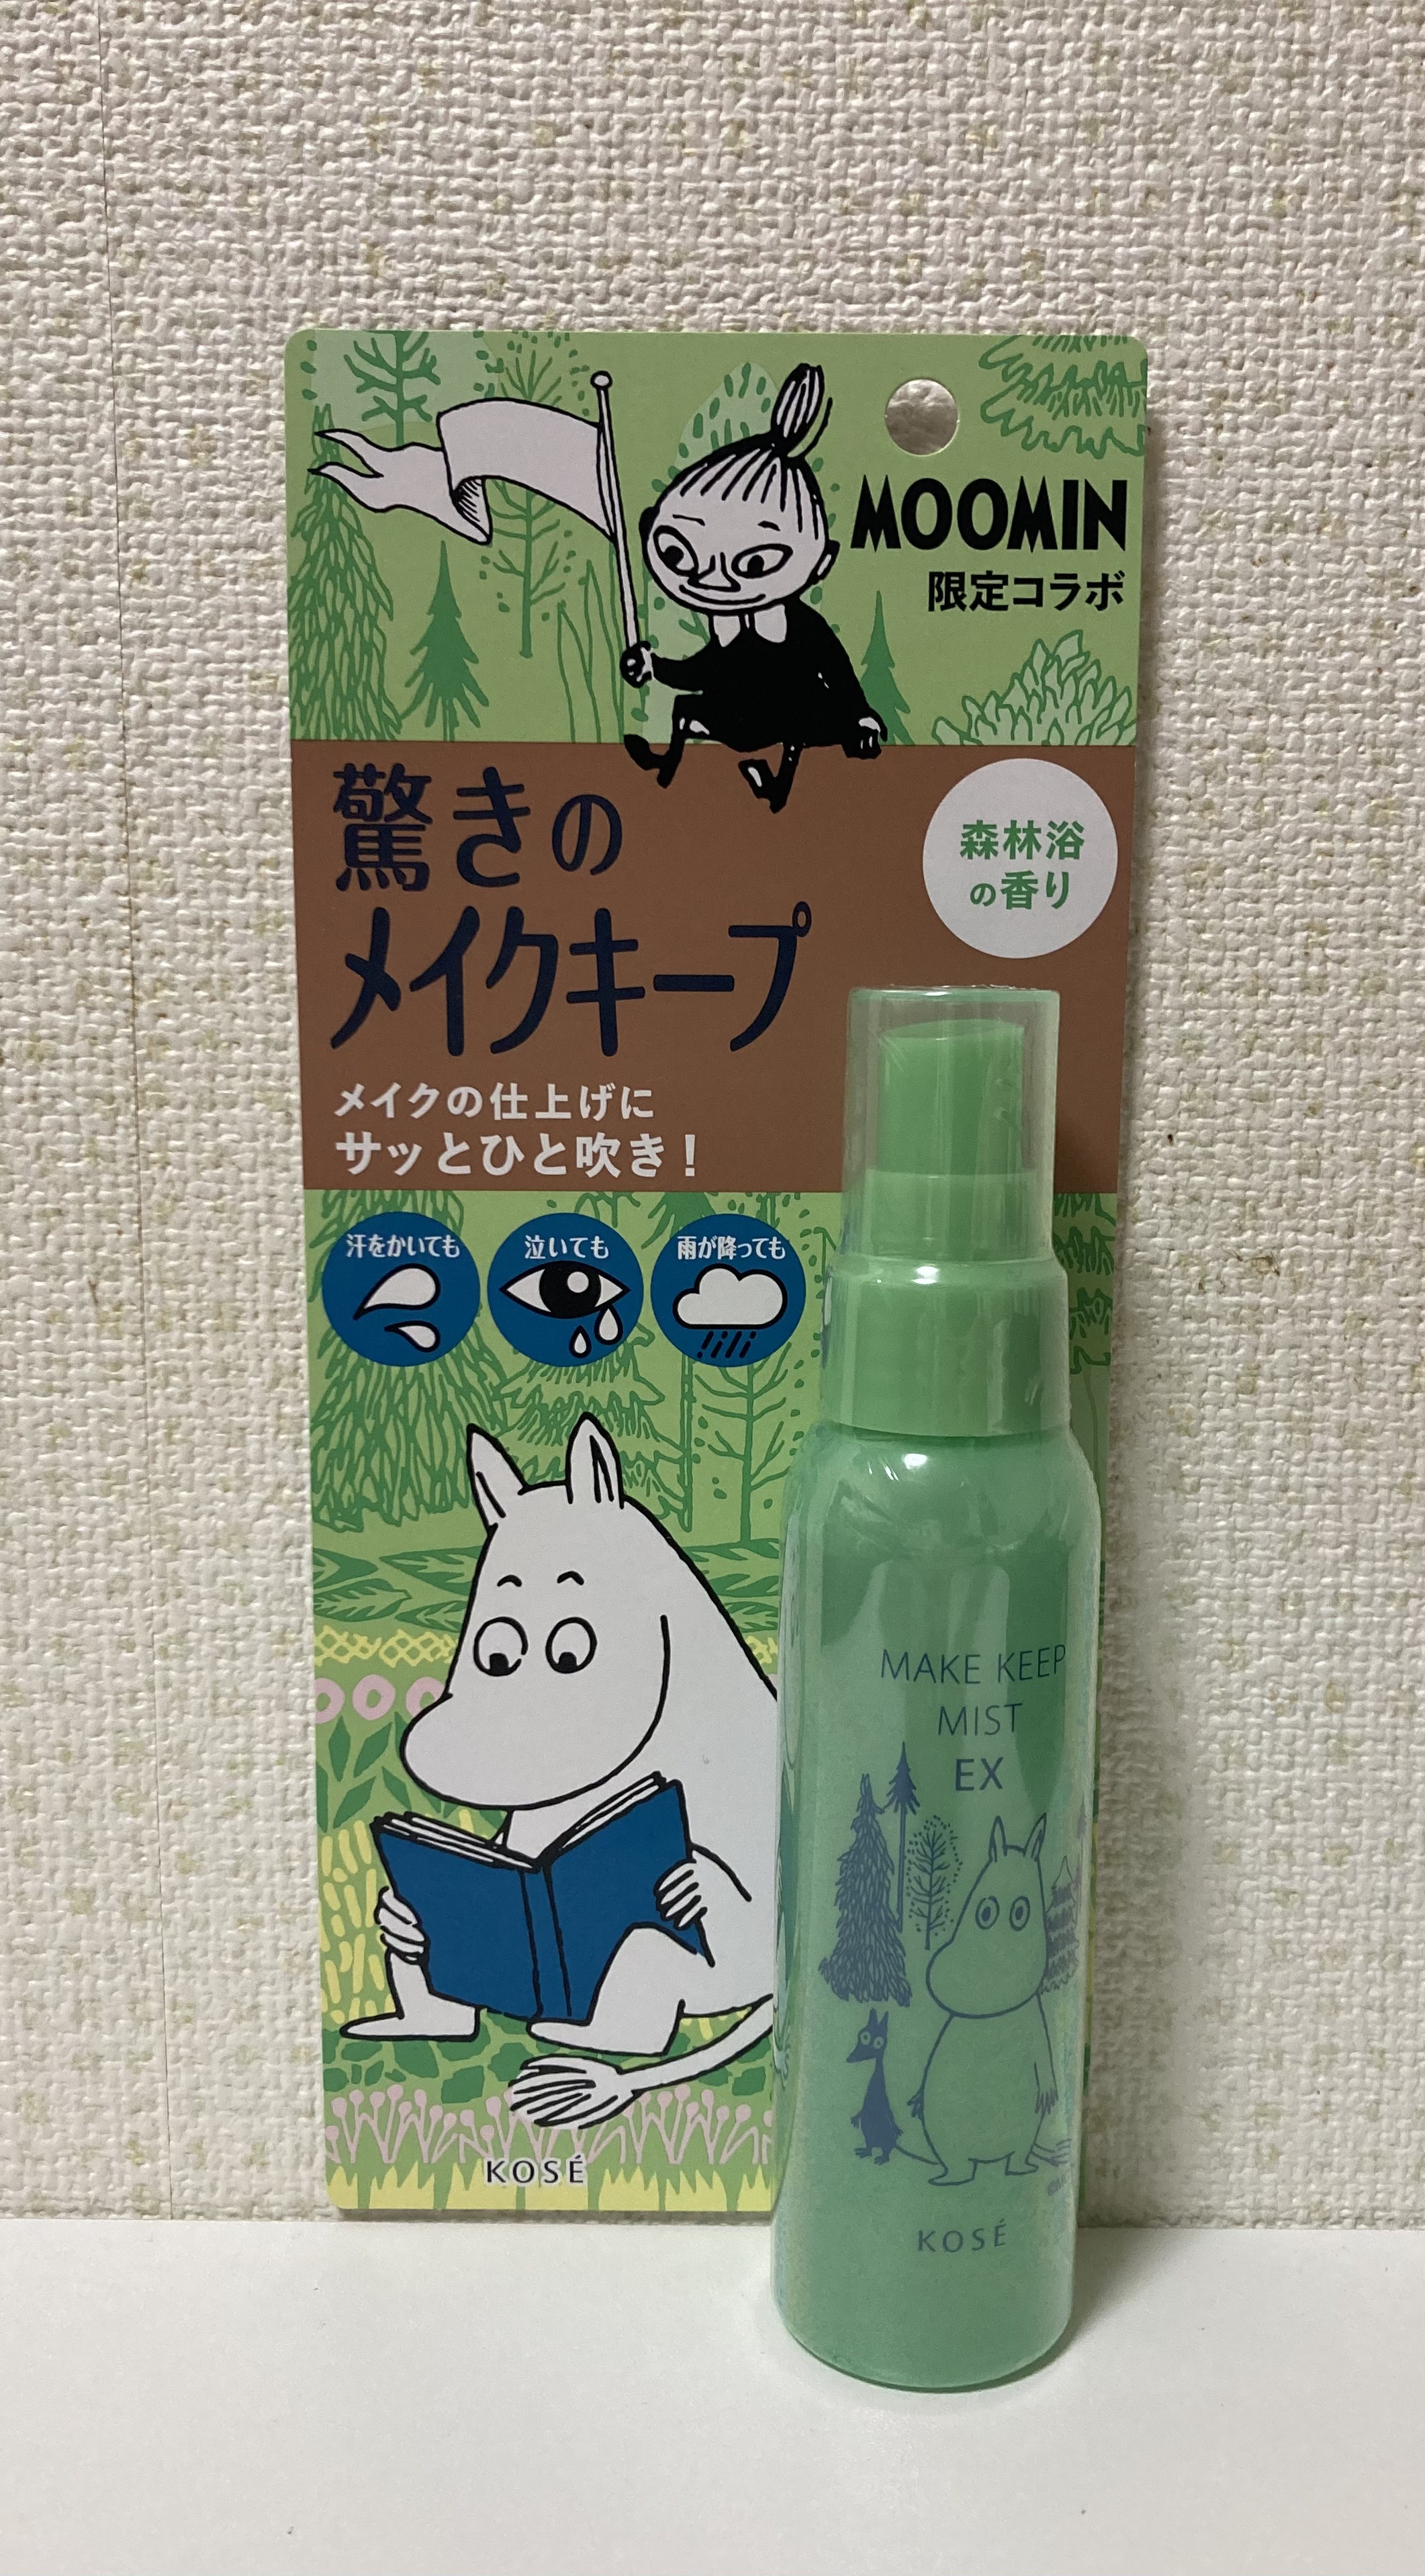 MOOMIN
限定コラボ
驚きの
メイクキープ
森林浴
の香り
メイクの仕上げに
サッとひと吹き！
汗をかいても
泣いても
雨が降っても
KOSÉ
MAKE KEEP
MIST
EX
KOSÉ